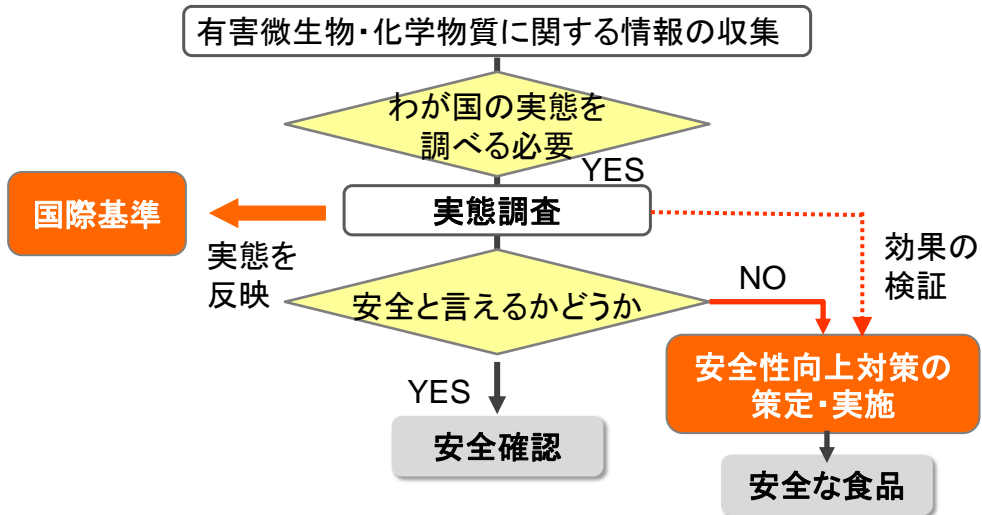 有害微生物・化学物質に関する情報の収集
わが国の実態を
調べる必要
YES
国際基準
実態調査
実態を
反映
効果の
検証
安全と言えるかどうか
NO
安全性向上対策の
策定・実施
YES
安全確認
安全な食品